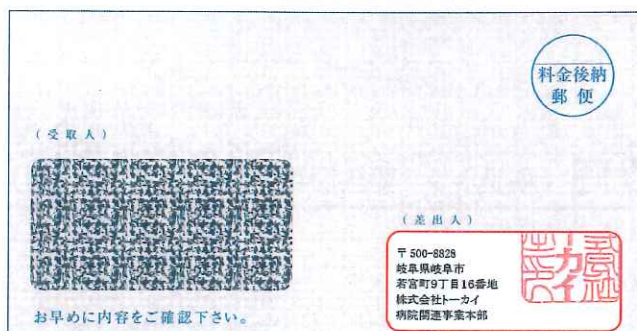 料金後納
郵便
（受取人）
お早めに内容をご確認下さい。
（差出人）
〒500-8828
岐阜県岐阜市
若宮町9丁目16番地
株式会社トーカイ
病院関連事業本部